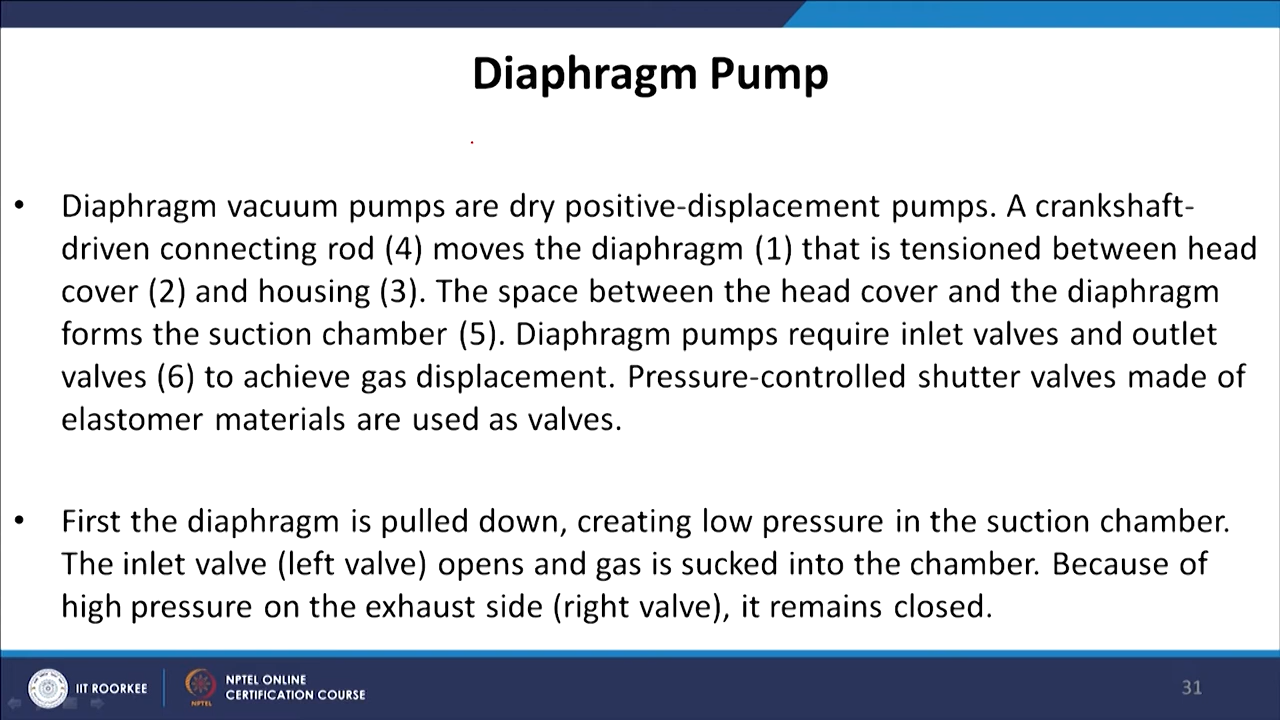 Diaphragm Pump
• Diaphragm vacuum pumps are dry positive-displacement pumps. A crankshaft-
driven connecting rod (4) moves the diaphragm (1) that is tensioned between head
cover (2) and housing (3). The space between the head cover and the diaphragm
forms the suction chamber (5). Diaphragm pumps require inlet valves and outlet
valves (6) to achieve gas displacement. Pressure-controlled shutter valves made of
elastomer materials are used as valves.
• First the diaphragm is pulled down, creating low pressure in the suction chamber.
The inlet valve (left valve) opens and gas is sucked into the chamber. Because of
high pressure on the exhaust side (right valve), it remains closed.
IIT ROORKEE
NPTEL
NPTEL ONLINE
CERTIFICATION COURSE
31